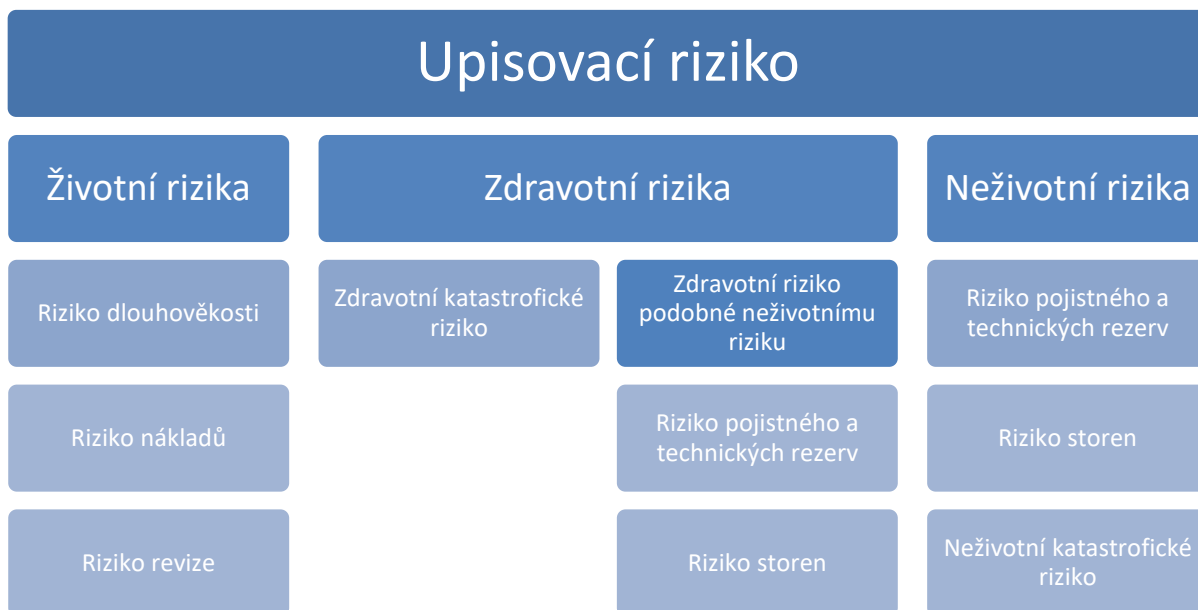 Upisovací riziko
Životní rizika
Zdravotní rizika
Neživotní rizika
Riziko dlouhověkosti
Zdravotní katastrofické
riziko
Zdravotní riziko
podobné neživotnímu
riziku
Riziko pojistného a
technických rezerv
Riziko nákladů
Riziko pojistného a
technických rezerv
Riziko storen
Riziko revize
Riziko storen
Neživotní katastrofické
riziko